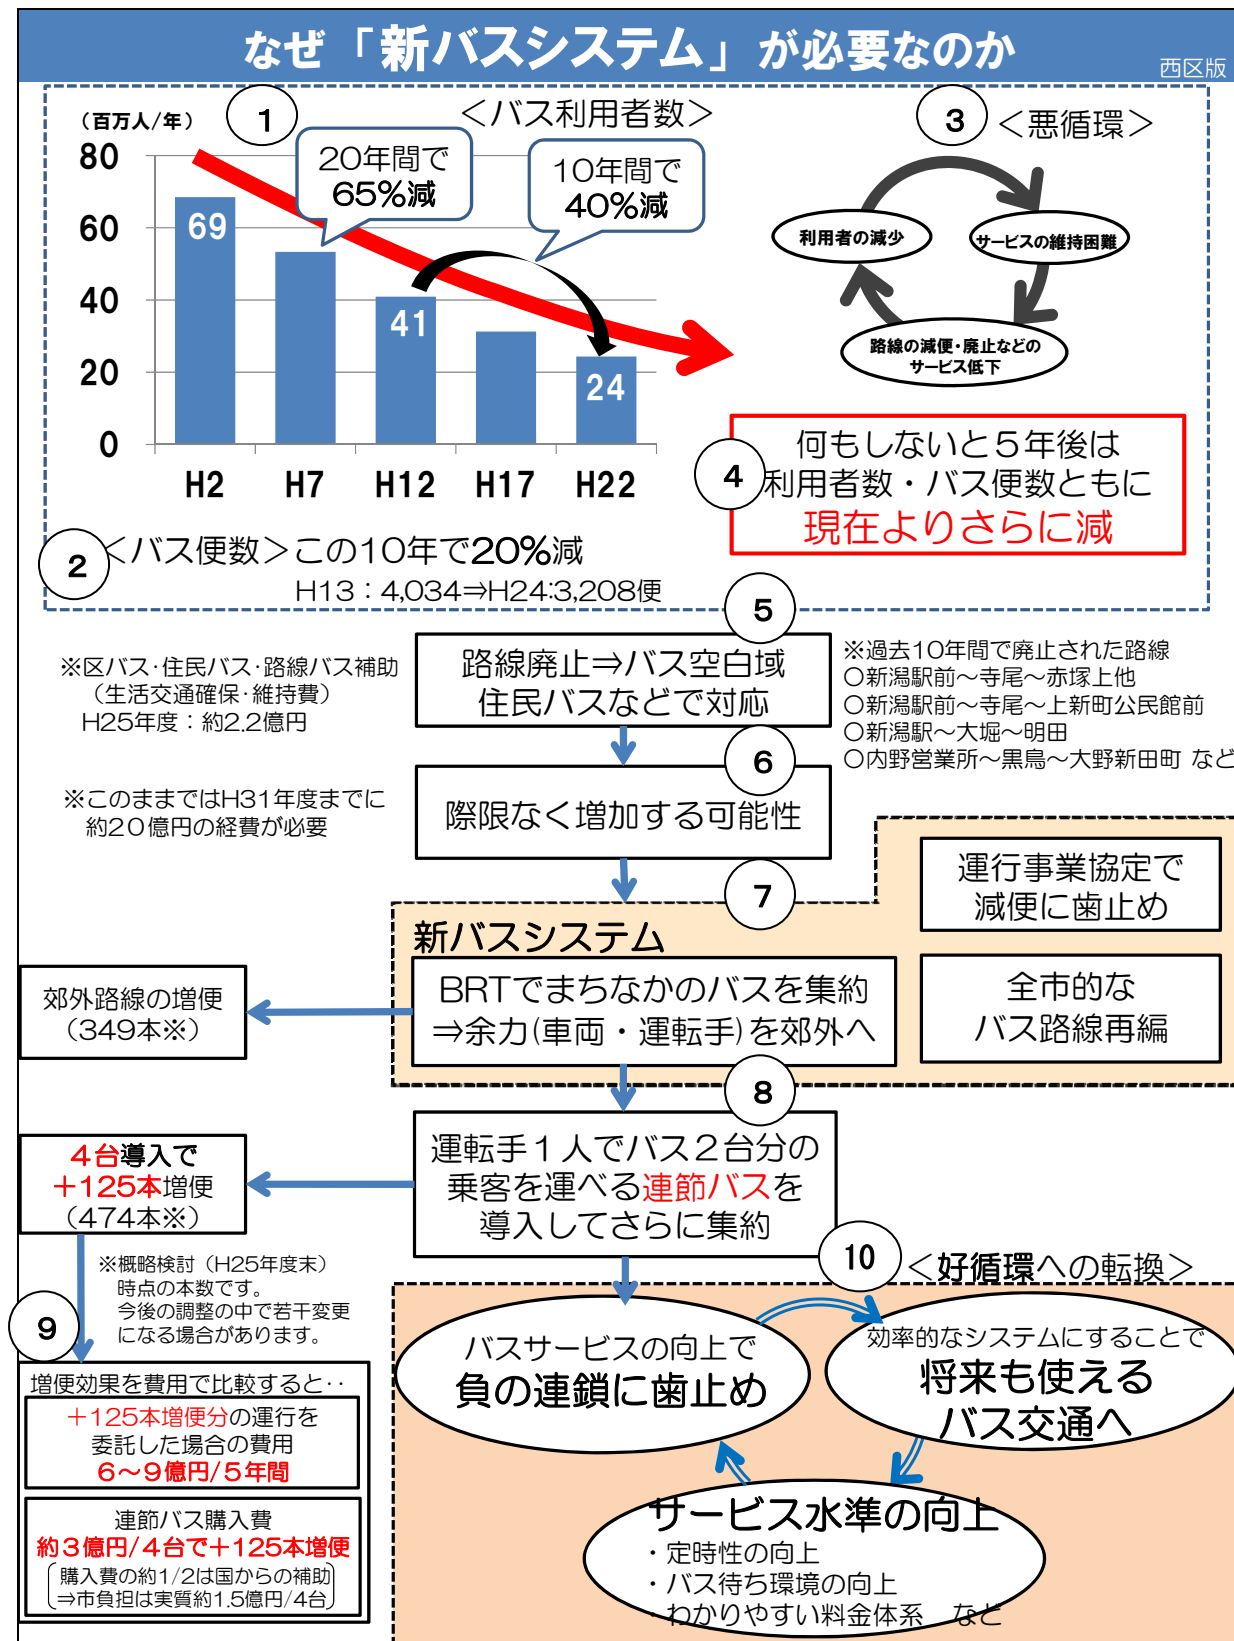 なぜ「新バスシステム」が必要なのか
西区版
1
<バス利用者数>
(百万人/年)
80
60
40
20
0
20年間で
65%減
10年間で
40%減
69
41
24
H2 H7 H12 H17 H22
2
<バス便数>この10年で20%減
H13：4,034⇒H24:3,208便
3
<悪循環>
利用者の減少
サービスの維持困難
路線の減便・廃止などの
サービス低下
4
何もしないと５年後は
利用者数・バス便数ともに
現在よりさらに減
5
路線廃止⇒バス空白域
住民バスなどで対応
※区バス・住民バス・路線バス補助
（生活交通確保・維持費）
H25年度：約2.2億円
※過去10年間で廃止された路線
○新潟駅前～寺尾～赤塚上他
○新潟駅前～寺尾～上新町公民館前
○新潟駅～大堀～明田
○内野営業所～黒鳥～大野新田町 など
6
際限なく増加する可能性
※このままではH31年度までに
約２０億円の経費が必要
7
新バスシステム
BRTでまちなかのバスを集約
⇒余力(車両・運転手)を郊外へ
運行事業協定で
減便に歯止め
全市的な
バス路線再編
郊外路線の増便
（349本※）
8
運転手１人でバス２台分の
乗客を運べる連節バスを
導入してさらに集約
４台導入で
＋125本増便
（474本※）
※概略検討（H25年度末）
時点の本数です。
今後の調整の中で若干変更
になる場合があります。
9
増便効果を費用で比較すると‥
＋125本増便分の運行を
委託した場合の費用
６～９億円/５年間
連節バス購入費
約３億円/４台で＋125本増便
購入費の約1/2は国からの補助
⇒市負担は実質約1.5億円/４台
10
<好循環への転換>
バスサービスの向上で
負の連鎖に歯止め
効率的なシステムにすることで
将来も使える
バス交通へ
サービス水準の向上
・定時性の向上
・バス待ち環境の向上
・わかりやすい料金体系 など